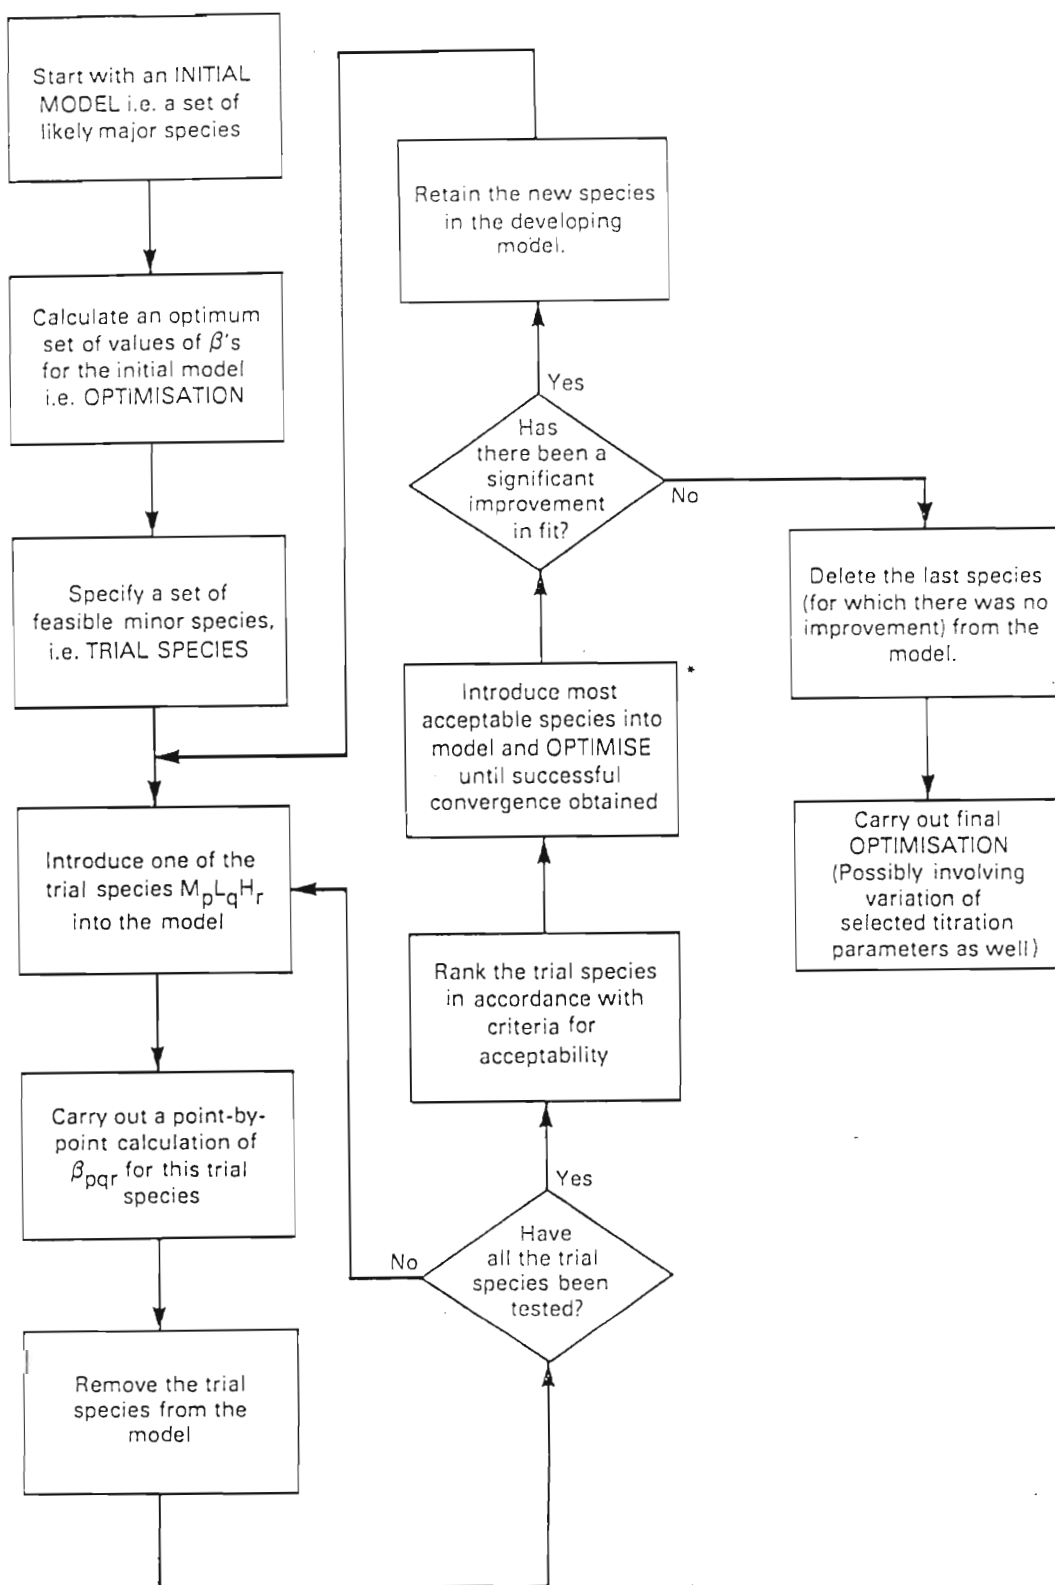 Start with an INITIAL
MODEL i.e. a set of
likely major species
Calculate an optimum
set of values of β's
for the initial model
i.e. OPTIMISATION
Specify a set of
feasible minor species,
i.e. TRIAL SPECIES
Introduce one of the
trial species MpLqHr
into the model
Carry out a point-by-
point calculation of
βpqr for this trial
species
Remove the trial
species from the
model
Have
all the trial
species been
tested?
No
Yes
Rank the trial species
in accordance with
criteria for
acceptability
Introduce most
acceptable species into
model and OPTIMISE
until successful
convergence obtained
*
Has
there been a
significant
improvement
in fit?
Yes
No
Retain the new species
in the developing
model.
Delete the last species
(for which there was no
improvement) from the
model.
Carry out final
OPTIMISATION
(Possibly involving
variation of
selected titration
parameters as well)